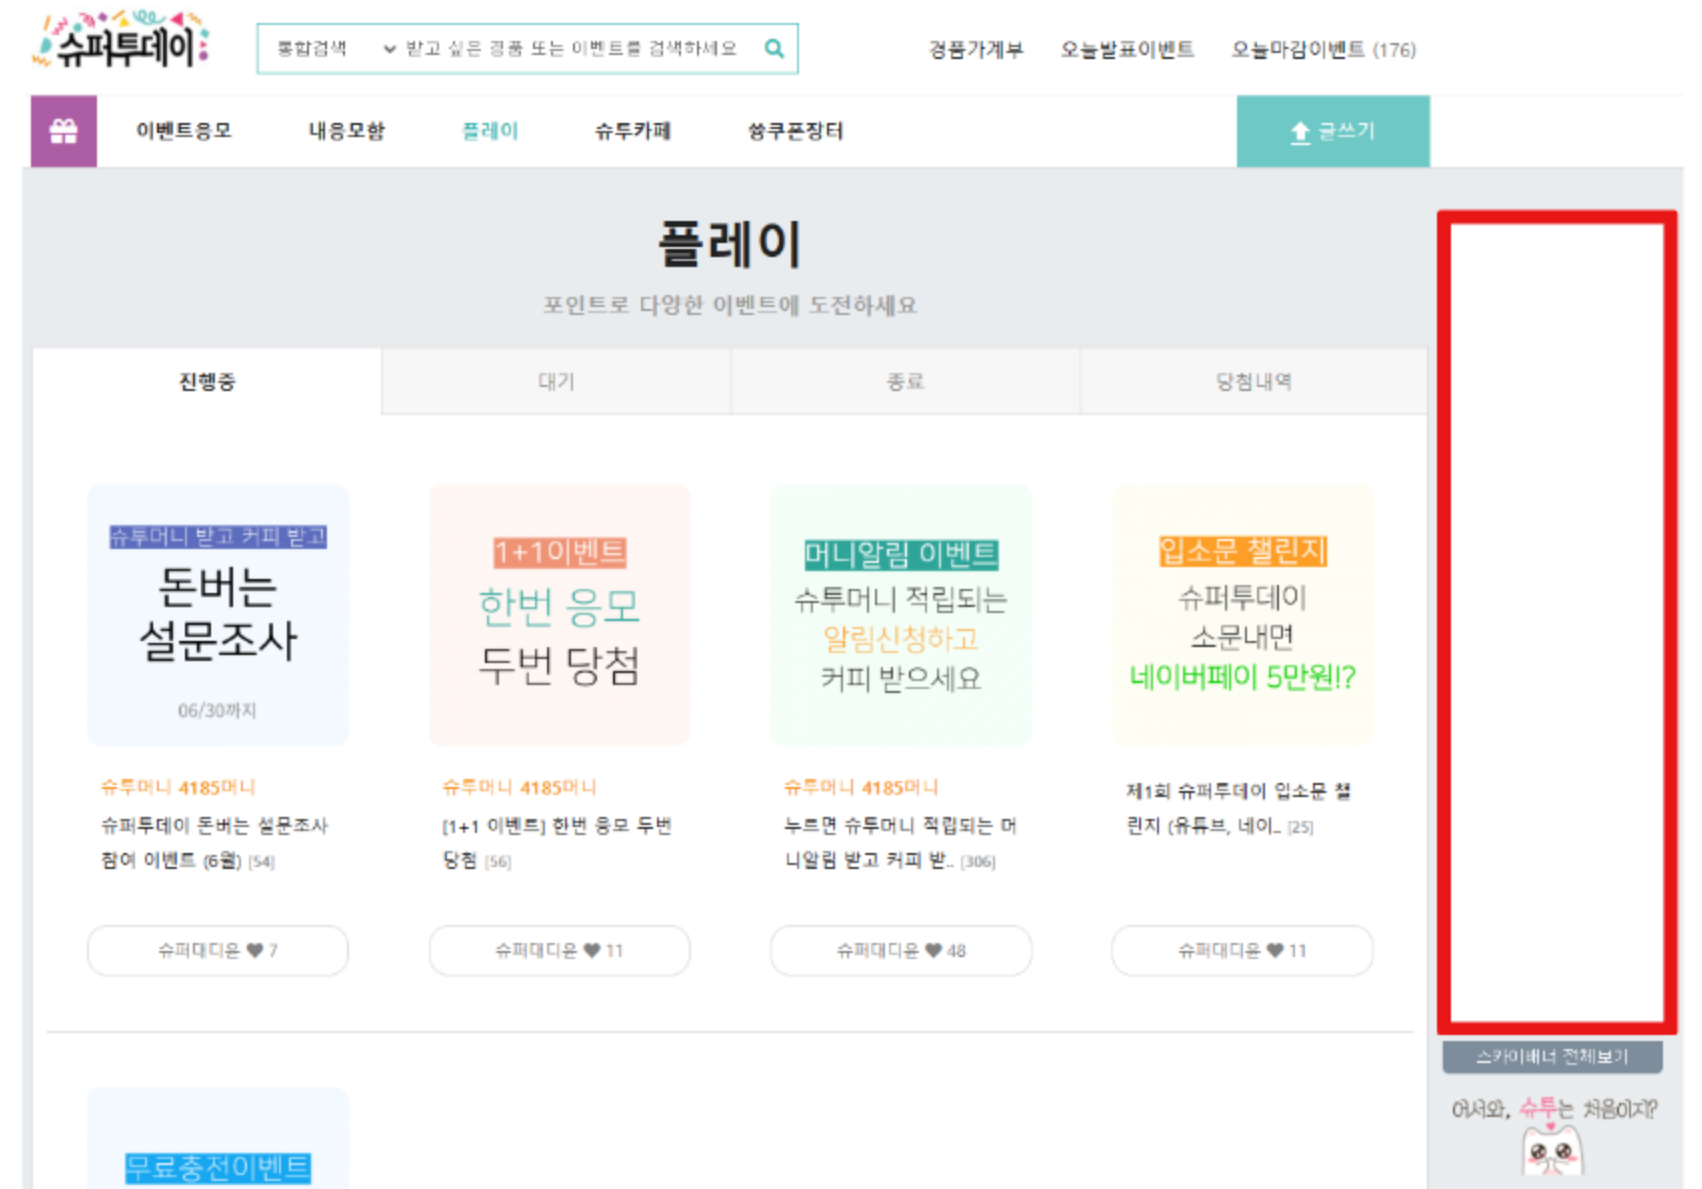 슈퍼투데이
통합검색 받고 싶은 경품 또는 이벤트를 검색하세요
경품가계부 오늘발표이벤트 오늘마감이벤트 (176)
이벤트응모 내응모함 플레이 슈투카페 쓩쿠폰장터 글쓰기
플레이
포인트로 다양한 이벤트에 도전하세요
진행중 대기 종료 당첨내역
슈투머니 받고 커피 받고
돈버는
설문조사
06/30까지
1+1이벤트
한번 응모
두번 당첨
머니알림 이벤트
슈투머니 적립되는
알림신청하고
커피 받으세요
입소문 챌린지
슈퍼투데이
소문내면
네이버페이 5만원!?
슈투머니 4185머니
슈퍼투데이 돈버는 설문조사
참여 이벤트 (6월) [54]
슈투머니 4185머니
[1+1 이벤트] 한번 응모 두번
당첨 [56]
슈투머니 4185머니
누르면 슈투머니 적립되는 머
니알림 받고 커피 받.. [306]
제1회 슈퍼투데이 입소문 챌
린지 (유튜브, 네이.. [25]
슈퍼대디윤 ♥ 7
슈퍼대디윤 ♥ 11
슈퍼대디윤 ♥ 48
슈퍼대디윤 ♥ 11
스카이배너 전체보기
어서와, 슈투는 처음이지?
무료충전이벤트